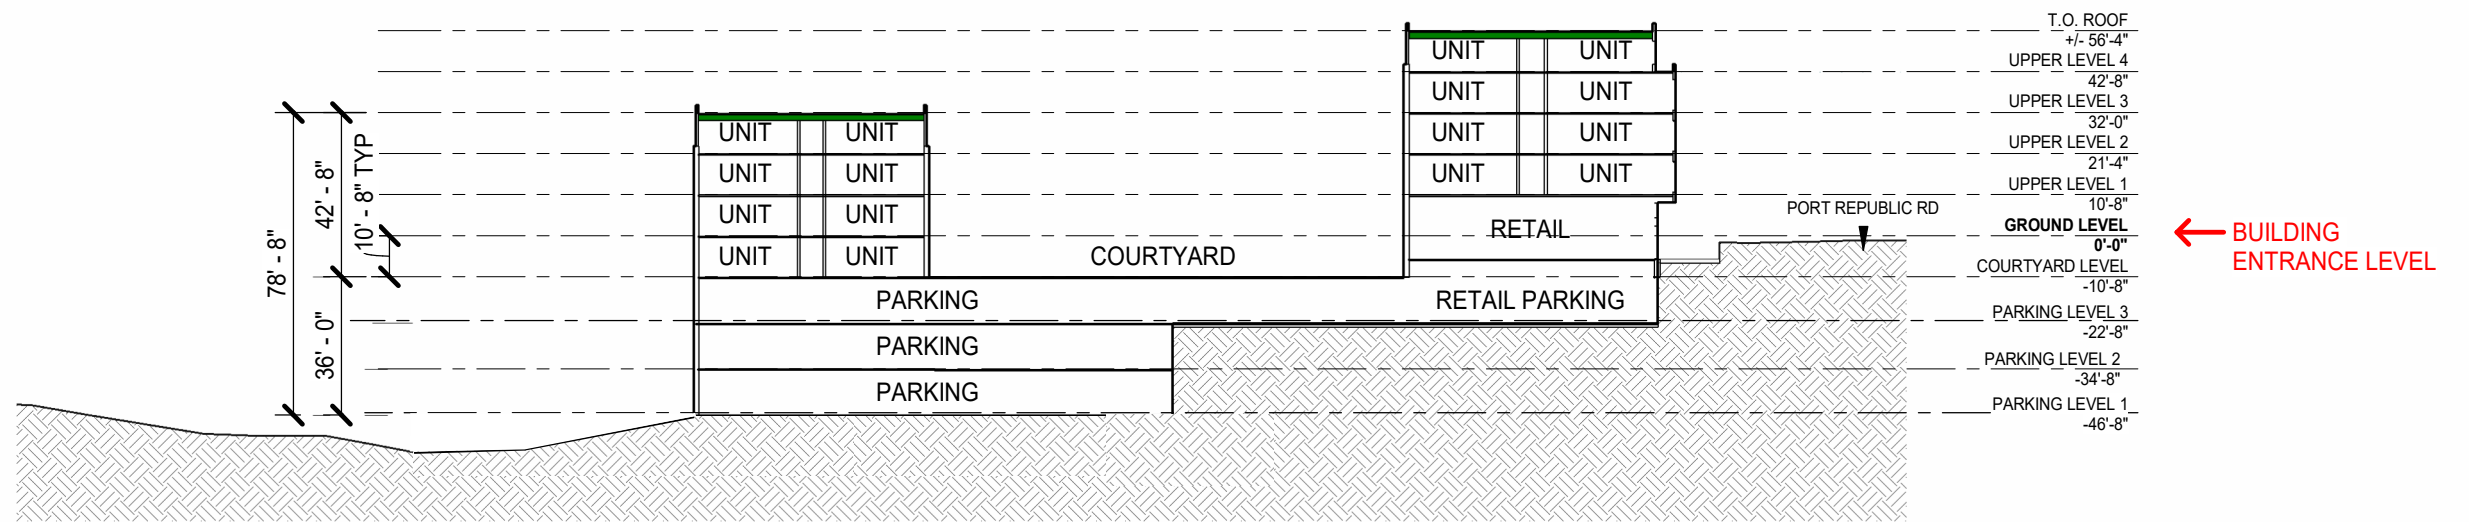 T.O. ROOF
+/- 56'-4"
UPPER LEVEL 4
42'-8"
UPPER LEVEL 3
32'-0"
UPPER LEVEL 2
21'-4"
UPPER LEVEL 1
10'-8"
GROUND LEVEL
0'-0"
COURTYARD LEVEL
-10'-8"
PARKING LEVEL 3
-22'-8"
PARKING LEVEL 2
-34'-8"
PARKING LEVEL 1
-46'-8"
BUILDING
ENTRANCE LEVEL
PORT REPUBLIC RD
UNIT UNIT
UNIT UNIT
UNIT UNIT
UNIT UNIT
RETAIL
RETAIL PARKING
COURTYARD
UNIT UNIT
UNIT UNIT
UNIT UNIT
UNIT UNIT
PARKING
PARKING
PARKING
78' - 8"
42' - 8"
36' - 0"
10' - 8" TYP